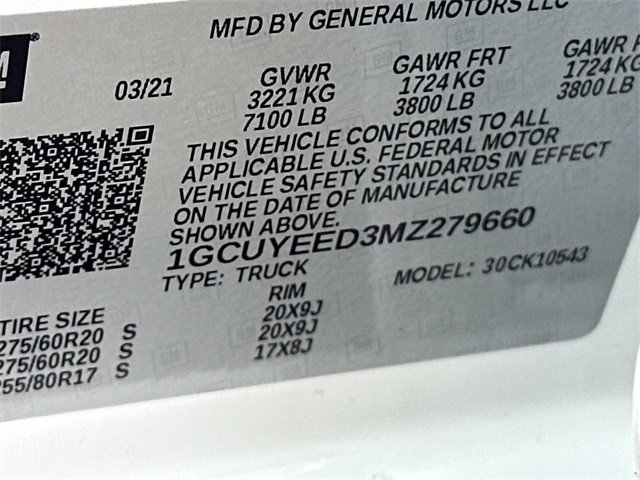 MFD BY GENERAL MOTORS LLC
M®
03/21 GVWR GAWR FRT GAWR
3221 KG 1724 KG 1724 KG
7100 LB 3800 LB 3800 LB
THIS VEHICLE CONFORMS TO ALL
APPLICABLE U.S. FEDERAL MOTOR
VEHICLE SAFETY STANDARDS IN EFFECT
ON THE DATE OF MANUFACTURE
SHOWN ABOVE.
1GCUYEED3MZ279660
TYPE: TRUCK MODEL: 30CK10543
TIRE SIZE RIM
275/60R20 S 20X9J
275/60R20 S 20X9J
255/80R17 S 17X8J